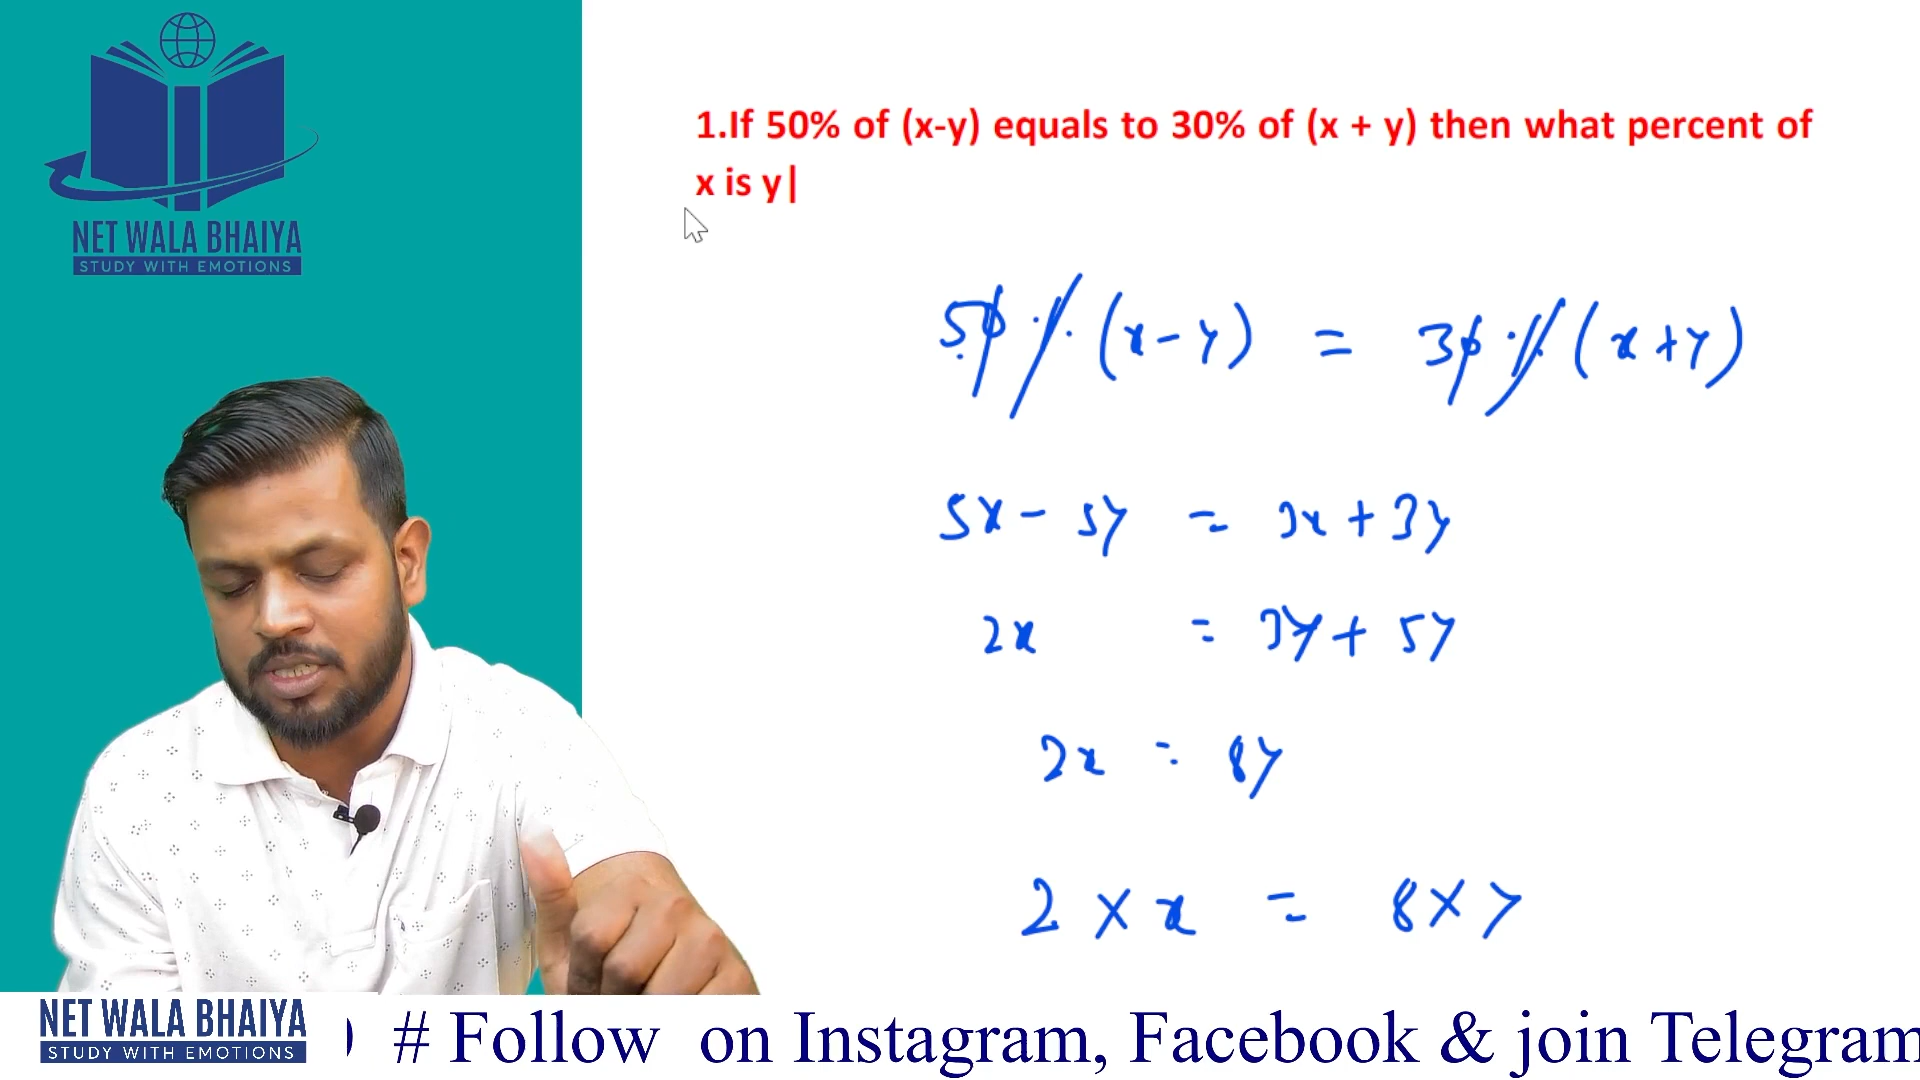 NET WALA BHAIYA
STUDY WITH EMOTIONS
1.If 50% of (x-y) equals to 30% of (x + y) then what percent of
x is y
50% (x-y) = 30% (x+y)
5x - 5y = 3x + 3y
2x = 3y + 5y
2x = 8y
2 × x = 8 × y
NET WALA BHAIYA
STUDY WITH EMOTIONS
) # Follow on Instagram, Facebook & join Telegram